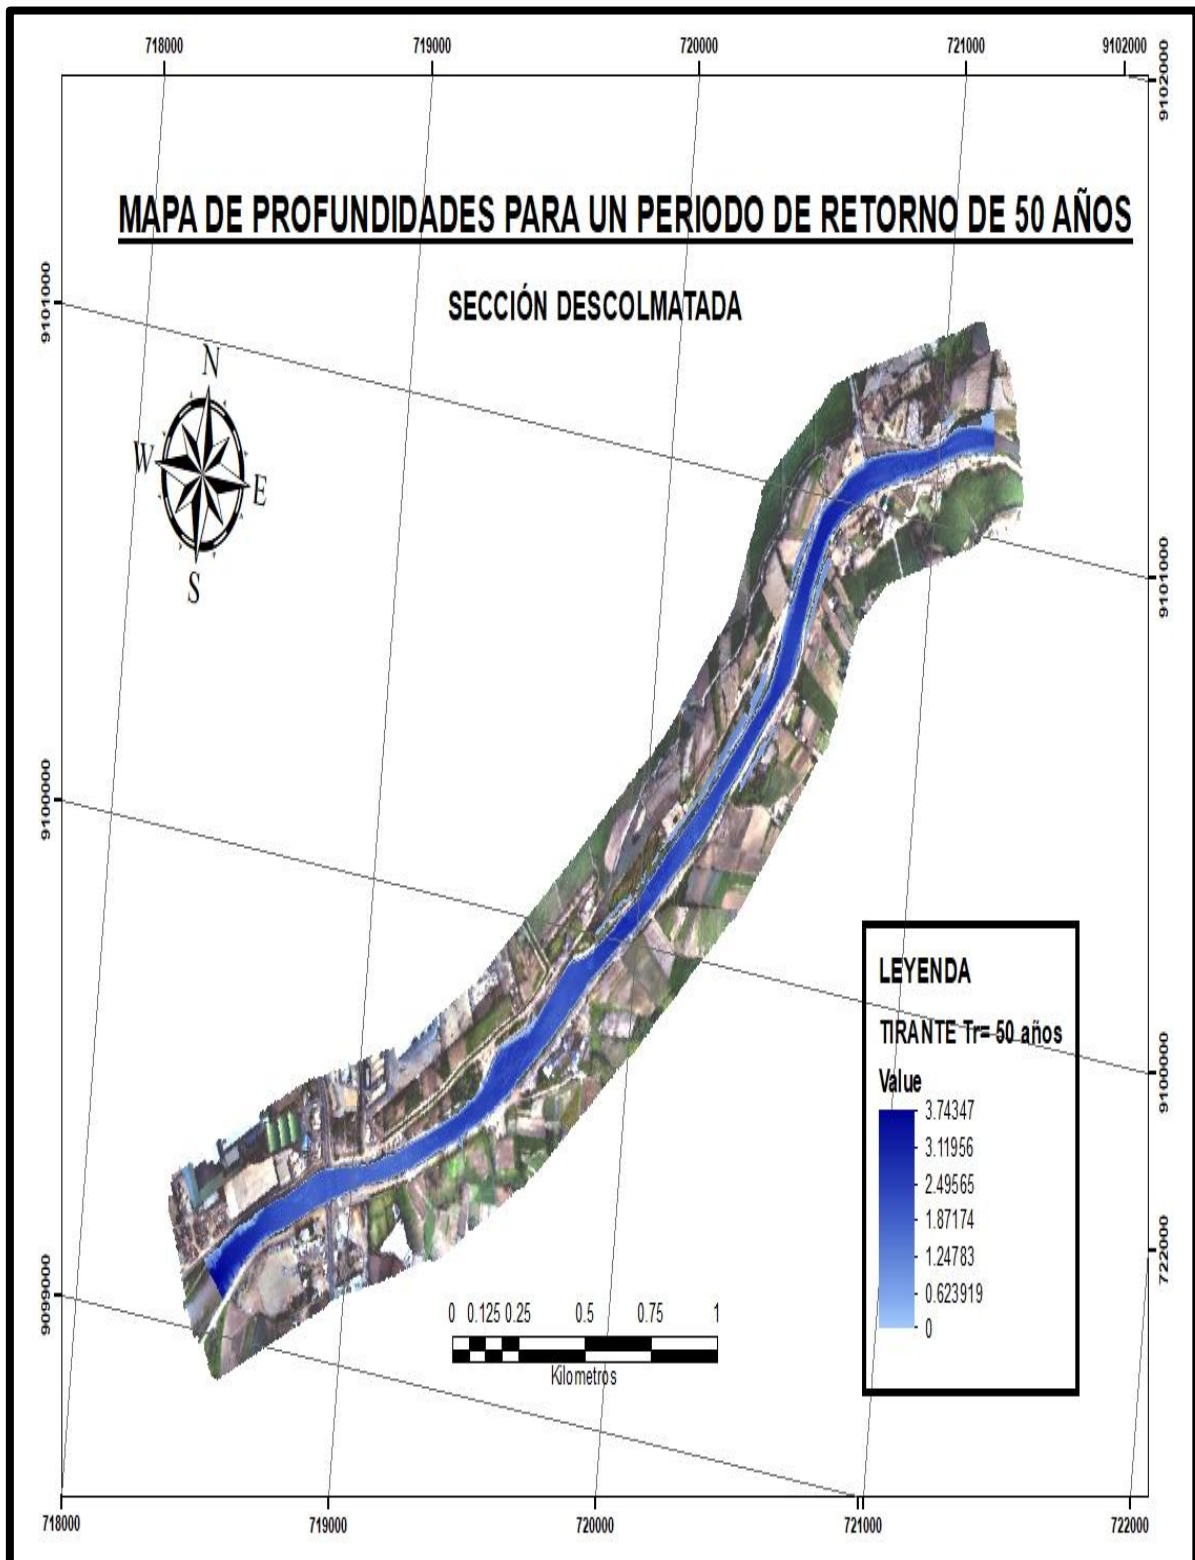 718000 719000 720000 721000 9102000
9102000
MAPA DE PROFUNDIDADES PARA UN PERIODO DE RETORNO DE 50 AÑOS
SECCIÓN DESCOLMATADA
9101000
N
W
E
S
9101000
9100000
LEYENDA
TIRANTE Tr= 50 años
Value
3.74347
3.11956
2.49565
1.87174
1.24783
0.623919
0
9100000
722000
9099000
0 0.125 0.25 0.5 0.75 1
Kilometros
718000 719000 720000 721000 722000